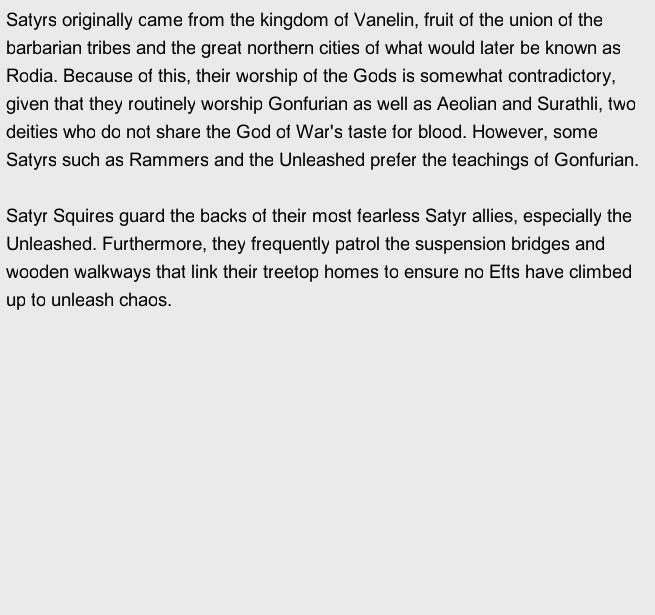 Satyrs originally came from the kingdom of Vanelin, fruit of the union of the
barbarian tribes and the great northern cities of what would later be known as
Rodia. Because of this, their worship of the Gods is somewhat contradictory,
given that they routinely worship Gonfurian as well as Aeolian and Surathli, two
deities who do not share the God of War's taste for blood. However, some
Satyrs such as Rammers and the Unleashed prefer the teachings of Gonfurian.

Satyr Squires guard the backs of their most fearless Satyr allies, especially the
Unleashed. Furthermore, they frequently patrol the suspension bridges and
wooden walkways that link their treetop homes to ensure no Efts have climbed
up to unleash chaos.